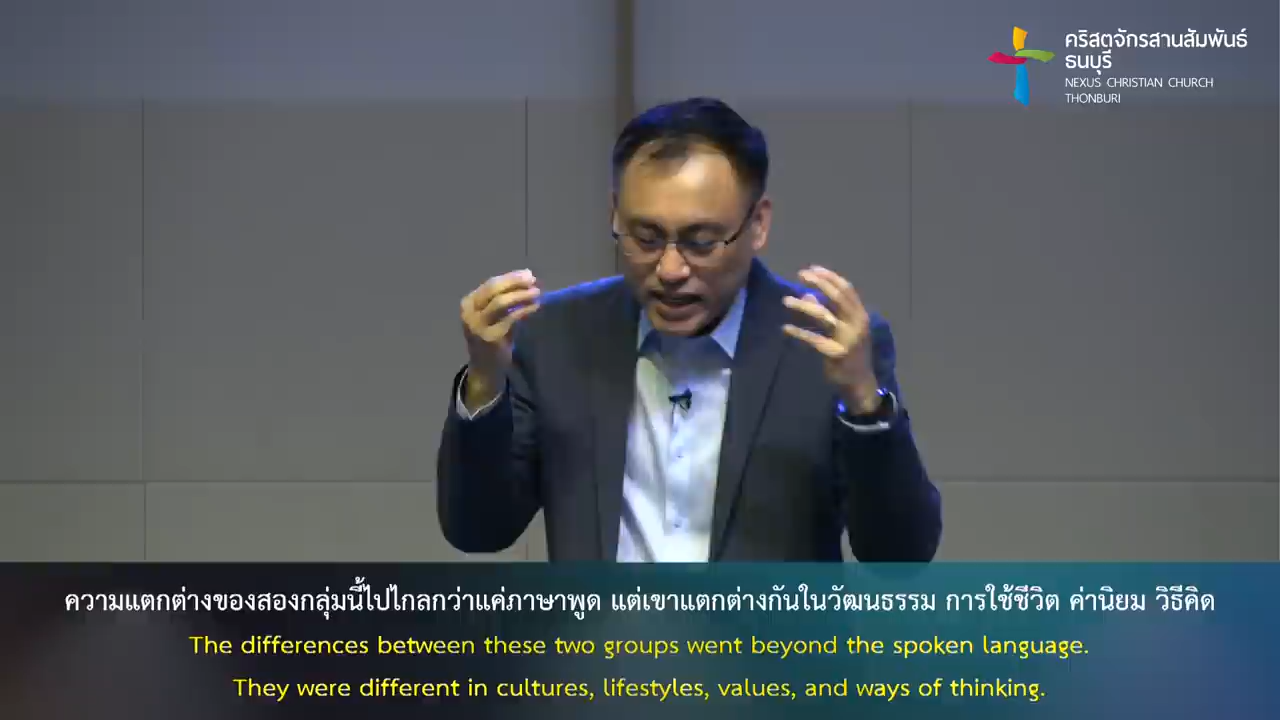 คริสตจักรสานสัมพันธ์
ธนบุรี
NEXUS CHRISTIAN CHURCH
THONBURI
ความแตกต่างของสองกลุ่มนี้ไปไกลกว่าแค่ภาษาพูด แต่เขาแตกต่างกันในวัฒนธรรม การใช้ชีวิต ค่านิยม วิธีคิด
The differences between these two groups went beyond the spoken language.
They were different in cultures, lifestyles, values, and ways of thinking.